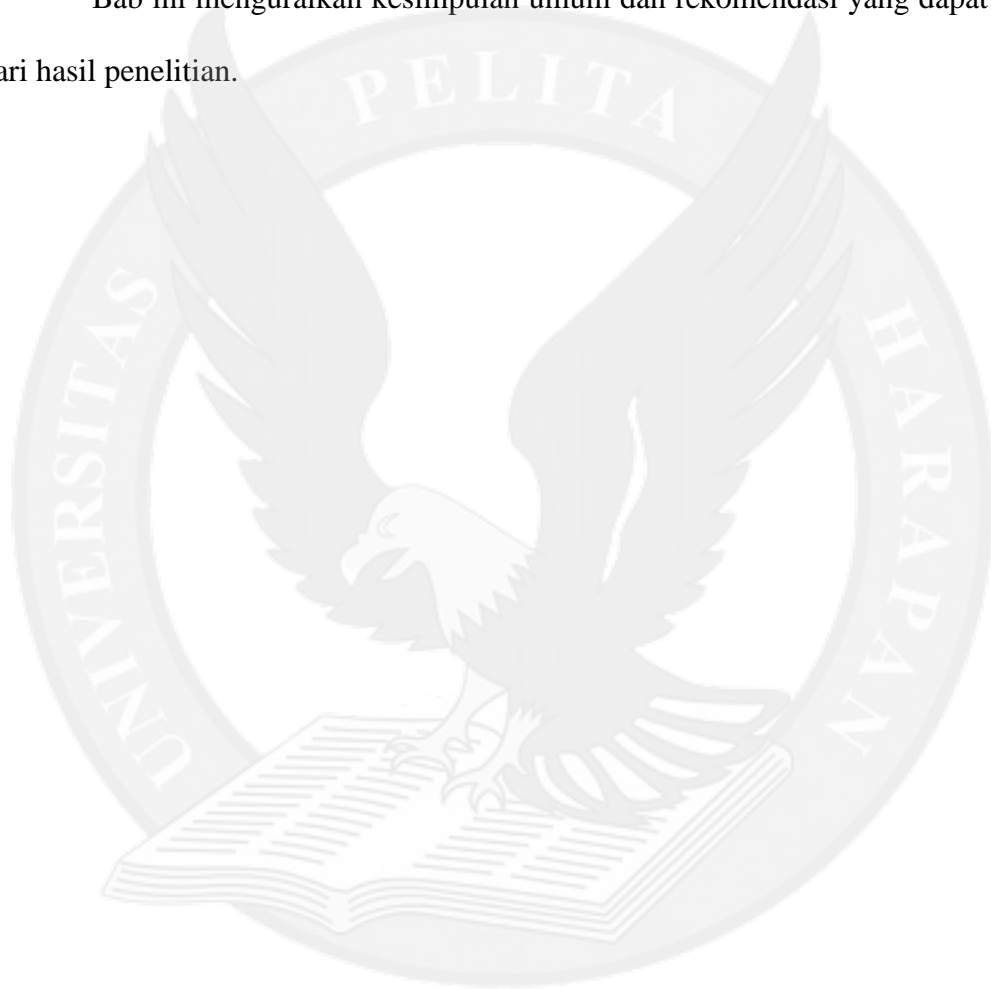 Bab ini menguraikan kesimpulan umum dan rekomendasi yang dapat
ari hasil penelitian.
UNIVERSITAS PELITA HARAPAN